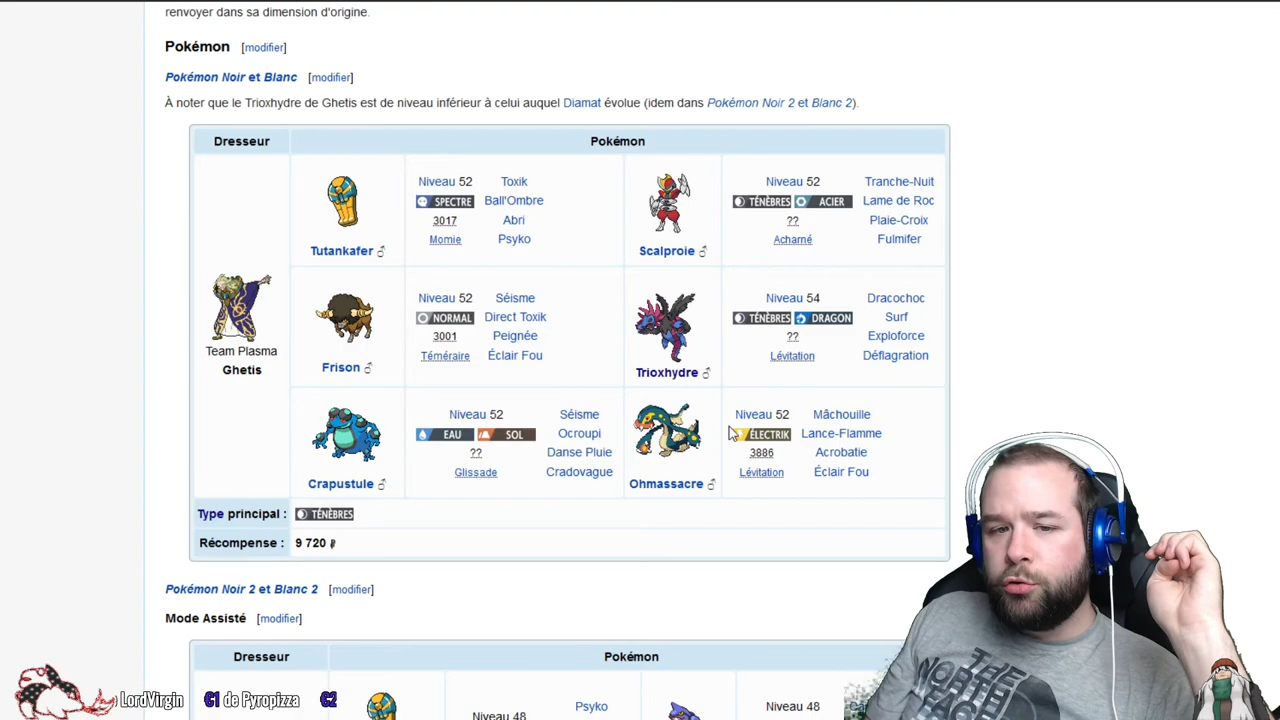 renvoyer dans sa dimension d'origine.
Pokémon [modifier]
Pokémon Noir et Blanc [modifier]
À noter que le Trioxhydre de Ghetis est de niveau inférieur à celui auquel Diamat évolue (idem dans Pokémon Noir 2 et Blanc 2).
Dresseur Pokémon
Niveau 52 Toxik Niveau 52 Tranche-Nuit
SPECTRE Ball'Ombre TÉNÈBRES ACIER Lame de Roc
3017 Abri ?? Plaie-Croix
Momie Psyko Acharné Fulmifer
Tutankafer ♂ Scalproie ♂
Niveau 52 Séisme Niveau 54 Dracochoc
NORMAL Direct Toxik TÉNÈBRES DRAGON Surf
3001 Peignée ?? Exploforce
Téméraire Éclair Fou Lévitation Déflagration
Team Plasma
Ghetis
Frison ♂ Trioxhydre ♂
Niveau 52 Séisme Niveau 52 Mâchouille
EAU SOL Ocroupi ÉLECTRIK Lance-Flamme
?? Danse Pluie 3886 Acrobatie
Glissade Cradovague Lévitation Éclair Fou
Crapustule ♂ Ohmassacre ♂
Type principal : TÉNÈBRES
Récompense : 9 720 ₽
Pokémon Noir 2 et Blanc 2 [modifier]
Mode Assisté [modifier]
Dresseur Pokémon
Niveau 48 Psyko Niveau 48
THE
NORTH
LordVirgin G1 de Pyropizza G2